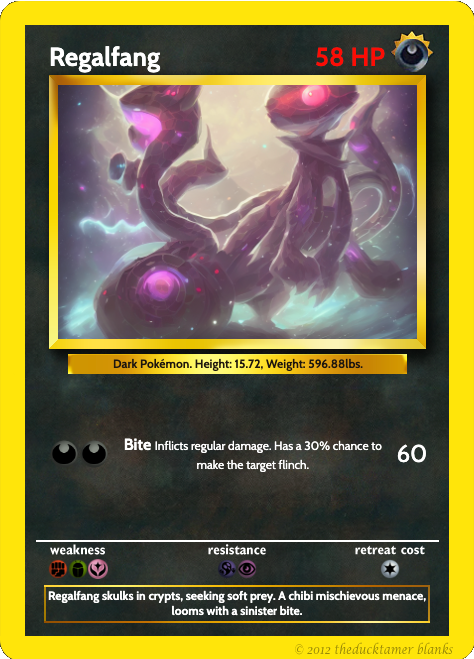 Regalfang 58 HP
Dark Pokémon. Height: 15.72, Weight: 596.88lbs.
Bite Inflicts regular damage. Has a 30% chance to
make the target flinch.
60
weakness resistance retreat cost
Regalfang skulks in crypts, seeking soft prey. A chibi mischievous menace,
looms with a sinister bite.
© 2012 theducktamer blanks